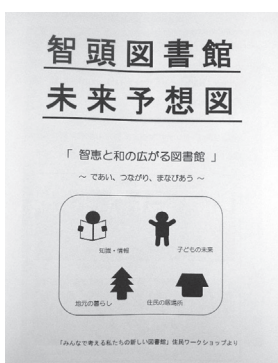 智頭図書館
未来予想図
「 智恵と和の広がる図書館 」
～ であい、つながり、まなびあう ～
知識・情報
子どもの未来
地元の暮らし
住民の居場所
「みんなで考える私たちの新しい図書館」住民ワークショップより